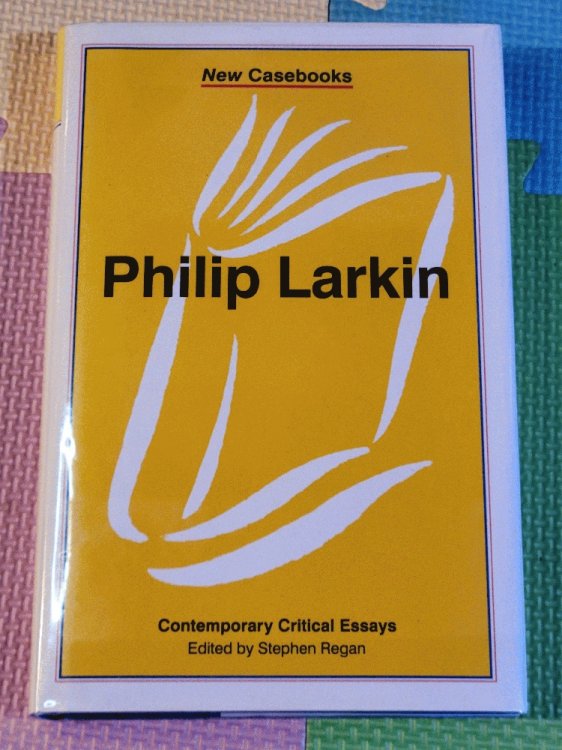 New Casebooks
Philip Larkin
Contemporary Critical Essays
Edited by Stephen Regan